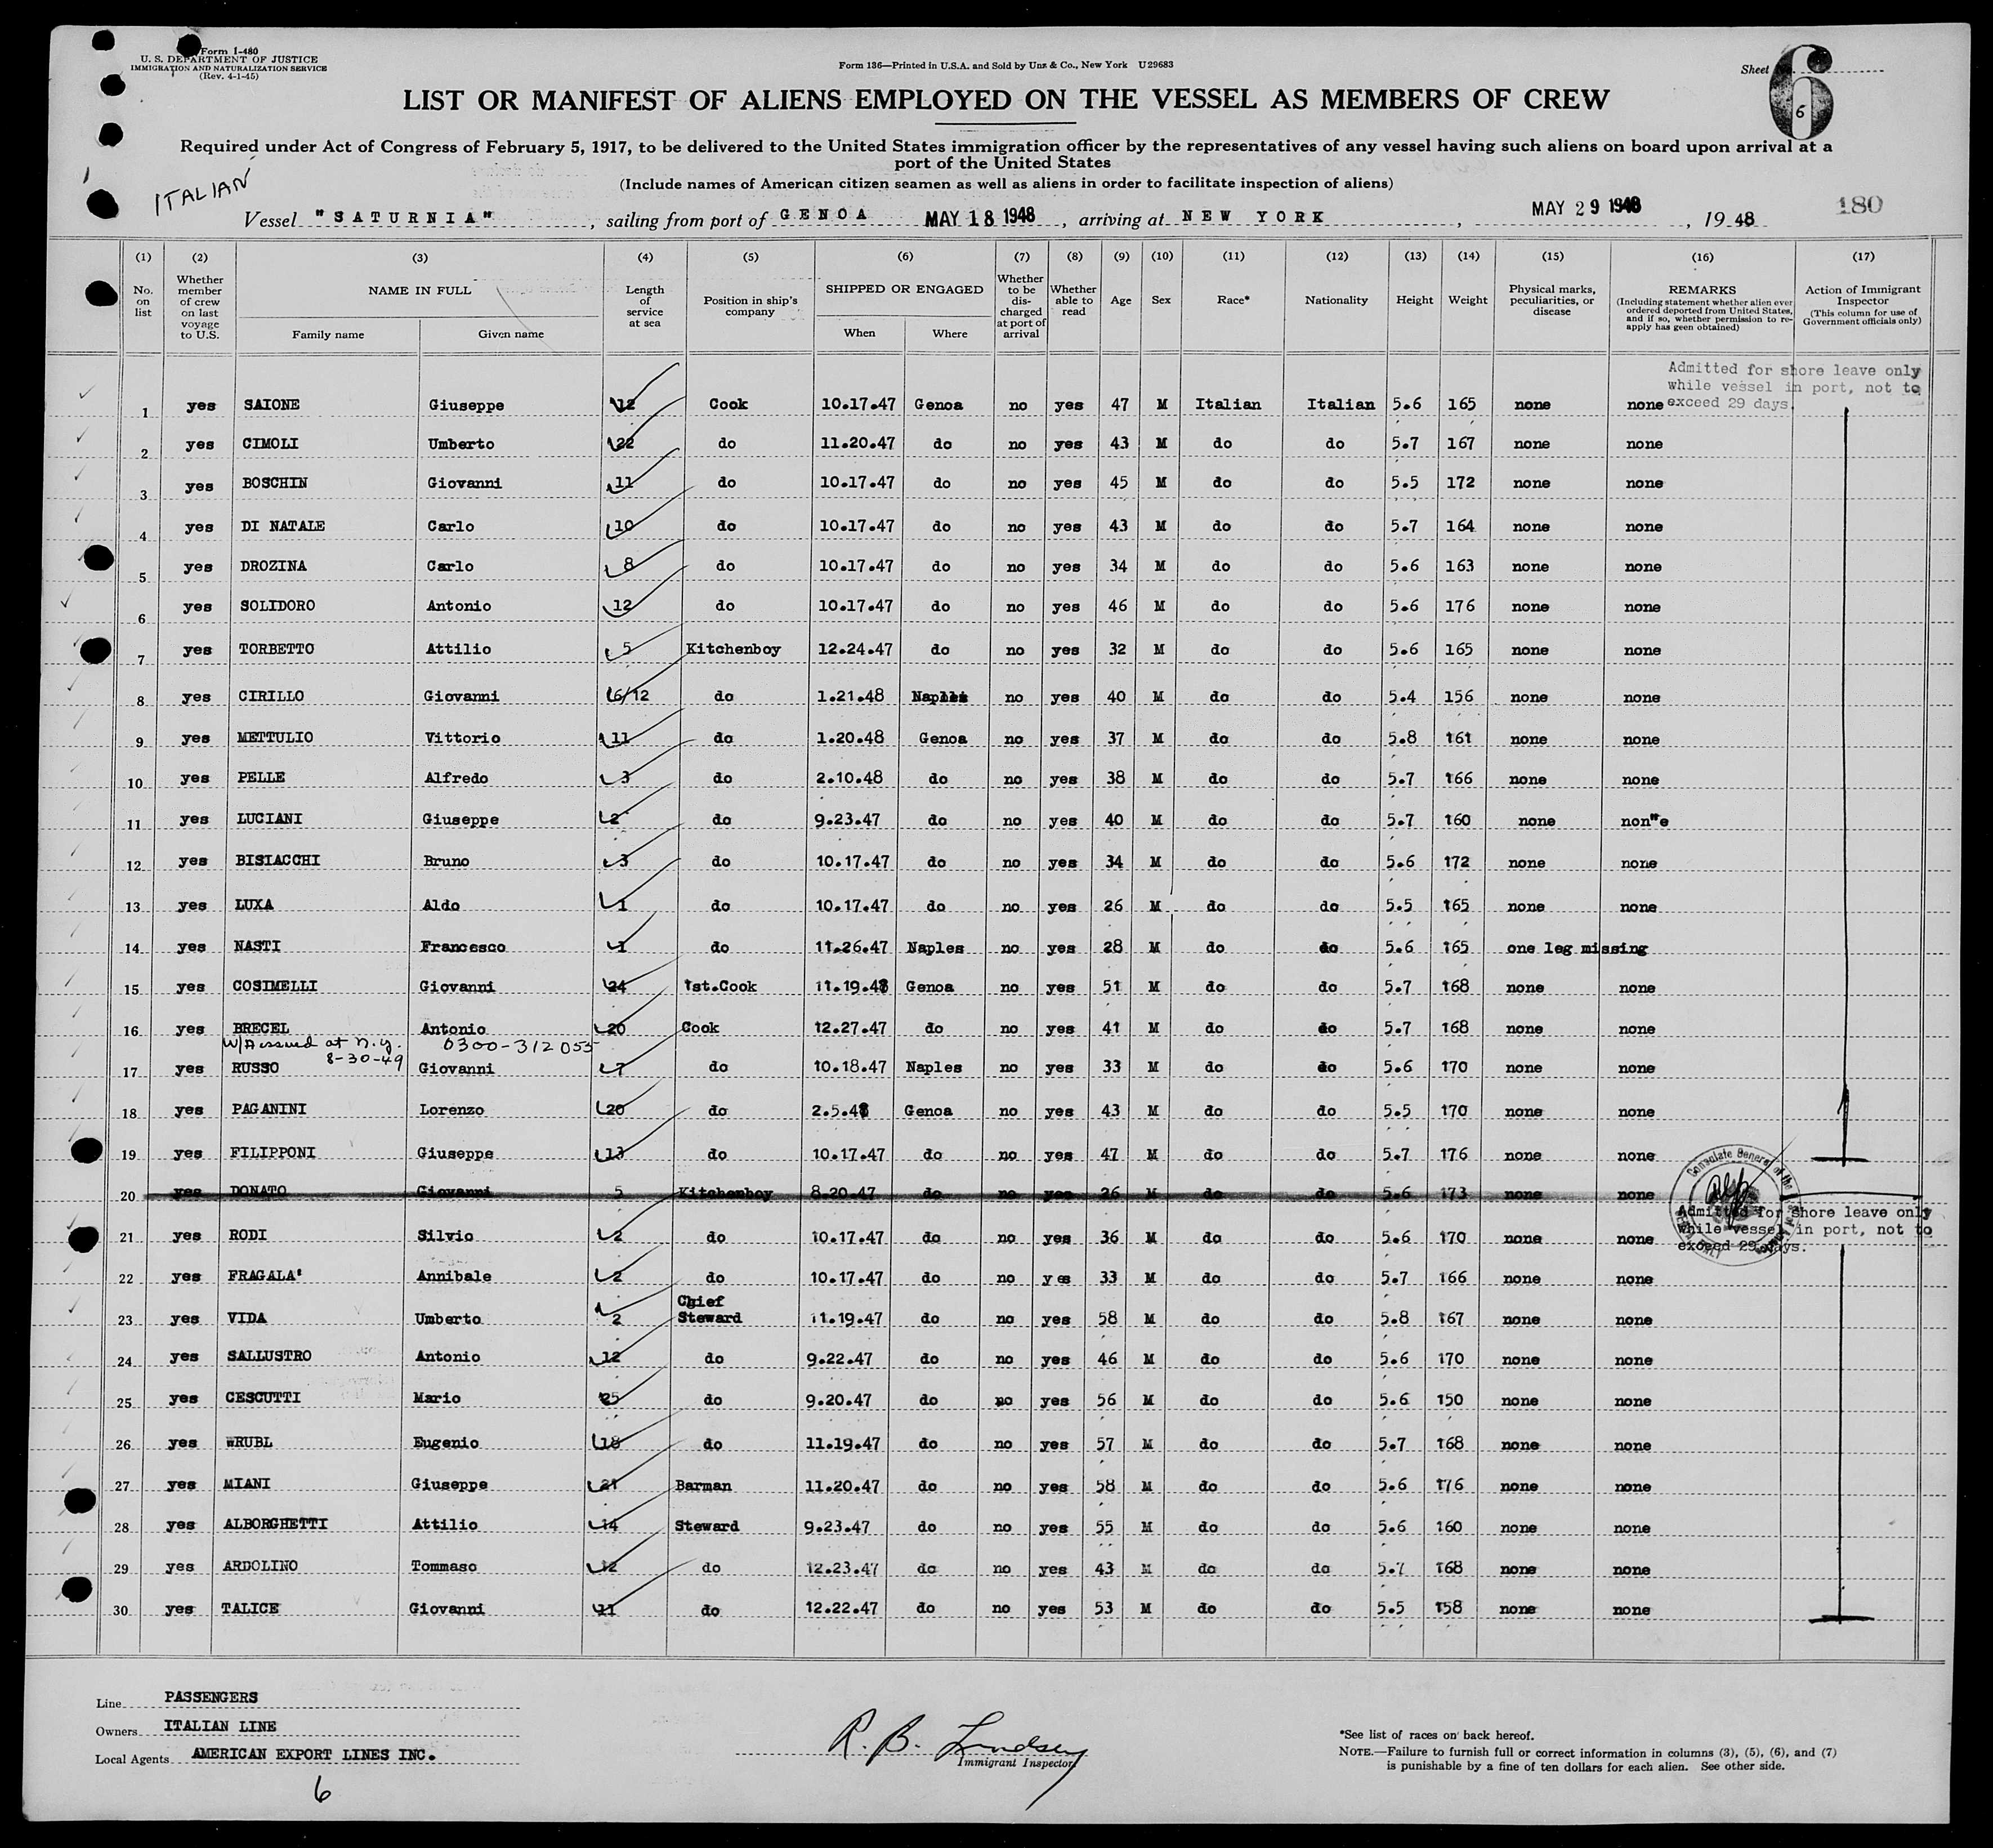 Form I-480
U. S. DEPARTMENT OF JUSTICE
IMMIGRATION AND NATURALIZATION SERVICE
(Rev. 4-1-45)
Form 136—Printed in U.S.A. and Sold by Unz & Co., New York U29683
Sheet 6
6
LIST OR MANIFEST OF ALIENS EMPLOYED ON THE VESSEL AS MEMBERS OF CREW
Required under Act of Congress of February 5, 1917, to be delivered to the United States immigration officer by the representatives of any vessel having such aliens on board upon arrival at a
port of the United States
(Include names of American citizen seamen as well as aliens in order to facilitate inspection of aliens)
ITALIAN
Vessel "SATURNIA", sailing from port of GENOA MAY 18 1948, arriving at NEW YORK, MAY 29 1948, 1948 180
(1) (2) (3) (4) (5) (6) (7) (8) (9) (10) (11) (12) (13) (14) (15) (16) (17)
No. on list
Whether member of crew on last voyage to U.S.
NAME IN FULL
Family name Given name
Length of service at sea
Position in ship's company
SHIPPED OR ENGAGED
When Where
Whether to be discharged at port of arrival
Whether able to read
Age
Sex
Race*
Nationality
Height
Weight
Physical marks, peculiarities, or disease
REMARKS
(Including statement whether alien ever ordered deported from United States, and if so, whether permission to reapply has geen obtained)
Action of Immigrant Inspector
(This column for use of Government officials only)
Admitted for shore leave only
while vessel in port, not to
exceed 29 days.
1 yes SAIONE Giuseppe 12 Cook 10.17.47 Genoa no yes 47 M Italian Italian 5.6 165 none none
2 yes CIMOLI Umberto 22 do 11.20.47 do no yes 43 M do do 5.7 167 none none
3 yes BOSCHIN Giovanni 11 do 10.17.47 do no yes 45 M do do 5.5 172 none none
4 yes DI NATALE Carlo 10 do 10.17.47 do no yes 43 M do do 5.7 164 none none
5 yes DROZINA Carlo 8 do 10.17.47 do no yes 34 M do do 5.6 163 none none
6 yes SOLIDORO Antonio 12 do 10.17.47 do no yes 46 M do do 5.6 176 none none
7 yes TORBETTO Attilio 5 Kitchenboy 12.24.47 do no yes 32 M do do 5.6 165 none none
8 yes CIRILLO Giovanni 6/12 do 1.21.48 Naples no yes 40 M do do 5.4 156 none none
9 yes METTULIO Vittorio 11 do 1.20.48 Genoa no yes 37 M do do 5.8 161 none none
10 yes PELLE Alfredo 3 do 2.10.48 do no yes 38 M do do 5.7 166 none none
11 yes LUCIANI Giuseppe 2 do 9.23.47 do no yes 40 M do do 5.7 160 none non"e
12 yes BISIACCHI Bruno 3 do 10.17.47 do no yes 34 M do do 5.6 172 none none
13 yes LUXA Aldo 1 do 10.17.47 do no yes 26 M do do 5.5 165 none none
14 yes NASTI Francesco 1 do 11.26.47 Naples no yes 28 M do do 5.6 165 one leg missing
15 yes COSIMELLI Giovanni 24 1st.Cook 11.19.48 Genoa no yes 51 M do do 5.7 168 none none
16 yes BRECEL Antonio 20 Cook 12.27.47 do no yes 41 M do do 5.7 168 none none
W/A issued at N.Y. 0300-312055
8-30-49
17 yes RUSSO Giovanni 7 do 10.18.47 Naples no yes 33 M do do 5.6 170 none none
18 yes PAGANINI Lorenzo 20 do 2.5.48 Genoa no yes 43 M do do 5.5 170 none none
19 yes FILIPPONI Giuseppe 13 do 10.17.47 do no yes 47 M do do 5.7 176 none none
20 yes DONATO Giovanni 5 Kitchenboy 8.20.47 do no yes 26 M do do 5.6 173 none none
Consulate General of the
Admitted for shore leave only
while vessel in port, not to
exceed 29 days.
21 yes RODI Silvio 2 do 10.17.47 do no yes 36 M do do 5.6 170 none none
22 yes FRAGALA' Annibale 2 do 10.17.47 do no yes 33 M do do 5.7 166 none none
23 yes VIDA Umberto 2 Chief Steward 11.19.47 do no yes 58 M do do 5.8 167 none none
24 yes SALLUSTRO Antonio 12 do 9.22.47 do no yes 46 M do do 5.6 170 none none
25 yes CESCUTTI Mario 25 do 9.20.47 do no yes 56 M do do 5.6 150 none none
26 yes WRUBL Eugenio 18 do 11.19.47 do no yes 57 M do do 5.7 168 none none
27 yes MIANI Giuseppe 21 Barman 11.20.47 do no yes 58 M do do 5.6 176 none none
28 yes ALBORGHETTI Attilio 14 Steward 9.23.47 do no yes 55 M do do 5.6 160 none none
29 yes ARDOLINO Tommaso 12 do 12.23.47 do no yes 43 M do do 5.7 168 none none
30 yes TALICE Giovanni 11 do 12.22.47 do no yes 53 M do do 5.5 158 none none
Line PASSENGERS
Owners ITALIAN LINE
Local Agents AMERICAN EXPORT LINES INC.
6
R. B. Lindsey
Immigrant Inspector
*See list of races on back hereof.
NOTE.—Failure to furnish full or correct information in columns (3), (5), (6), and (7)
is punishable by a fine of ten dollars for each alien. See other side.